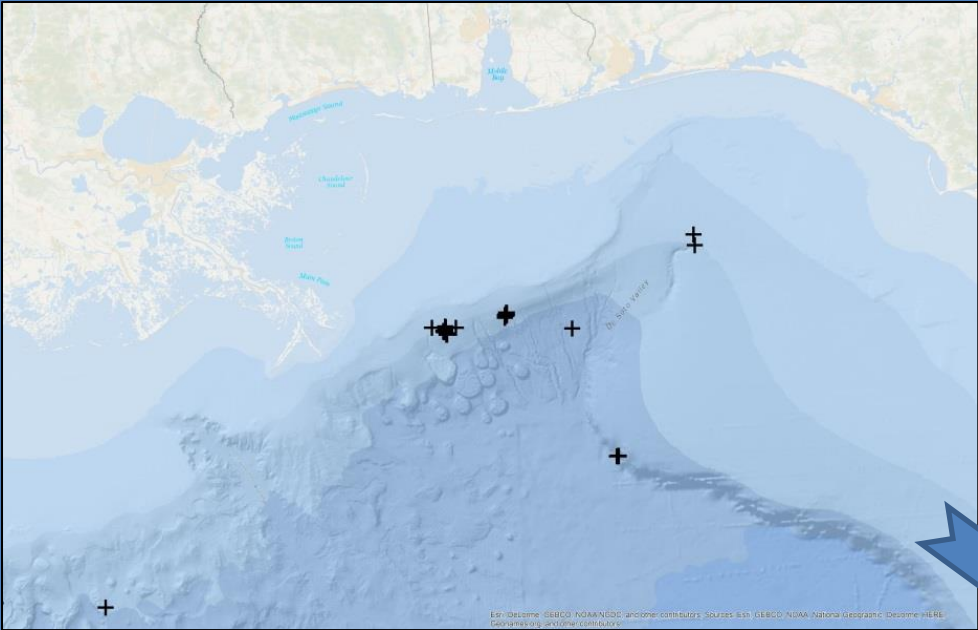 Mobile
Bay
Mississippi Sound
Chandeleur
Sound
Breton
Sound
Main Pass
De Soto Valley
Esri, DeLorme, GEBCO, NOAA NGDC, and other contributors, Sources: Esri, GEBCO, NOAA, National Geographic, DeLorme, HERE,
Geonames.org, and other contributors